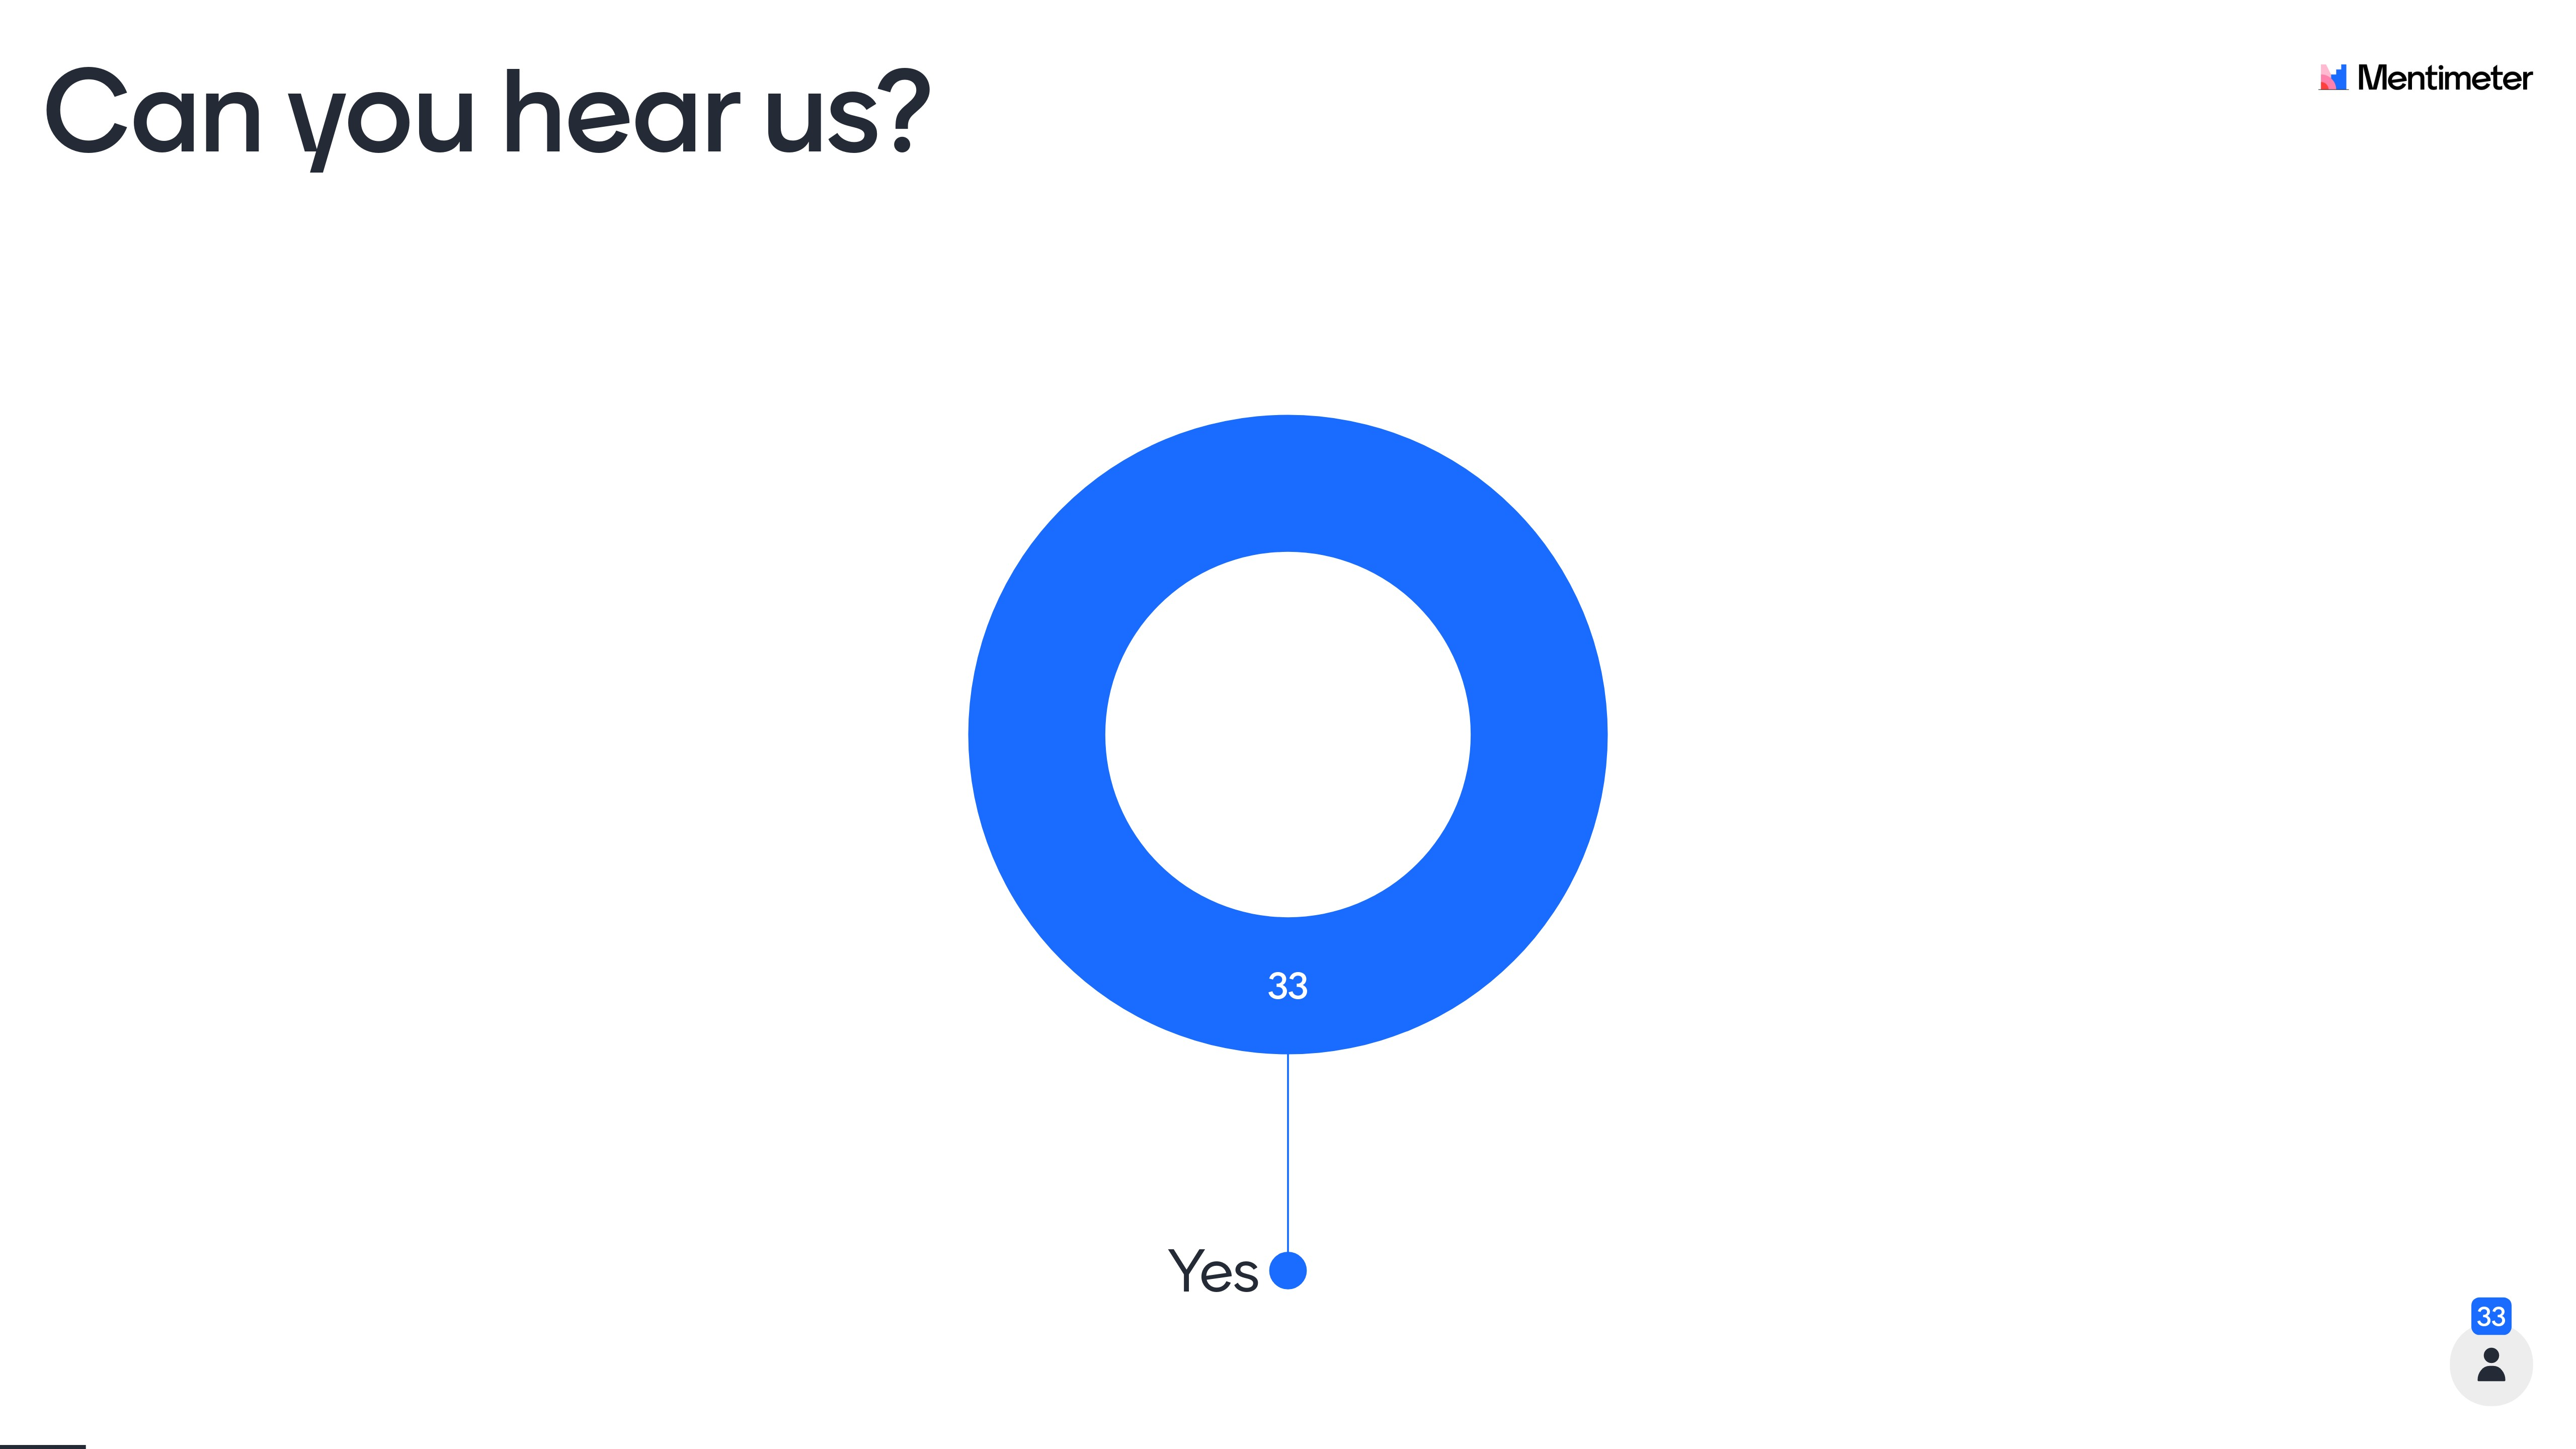 Can you hear us?
Mentimeter
33
Yes
33